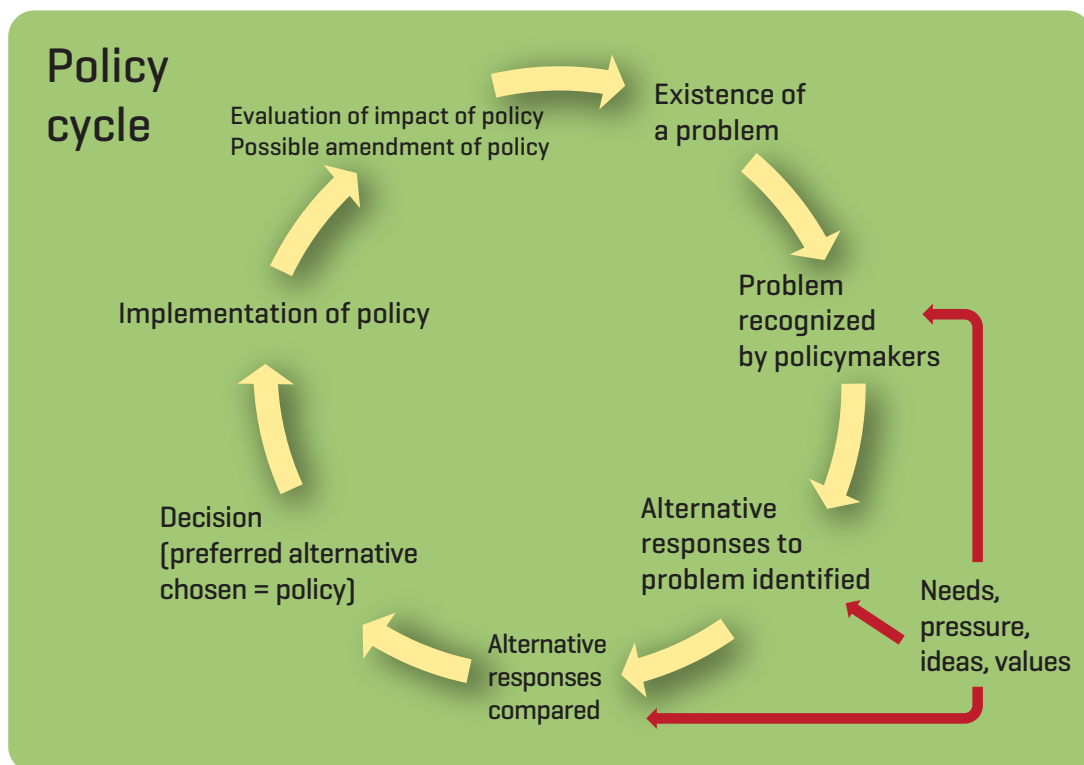 Policy
cycle
Evaluation of impact of policy
Possible amendment of policy
Existence of
a problem
Problem
recognized
by policymakers
Alternative
responses to
problem identified
Needs,
pressure,
ideas, values
Alternative
responses
compared
Decision
(preferred alternative
chosen = policy)
Implementation of policy